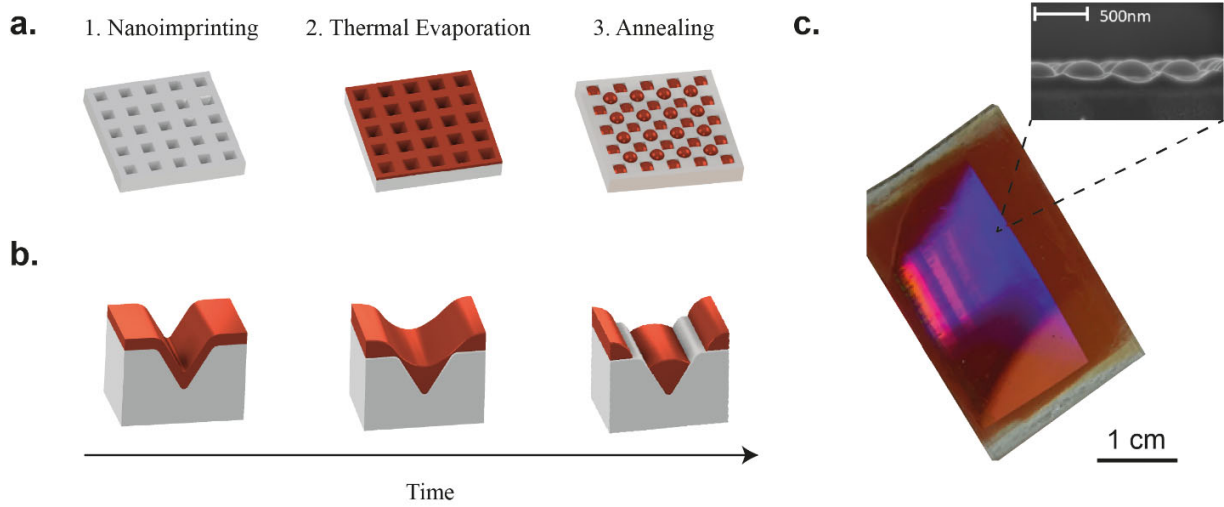 a.
1. Nanoimprinting
2. Thermal Evaporation
3. Annealing
b.
Time
c.
500nm
1 cm